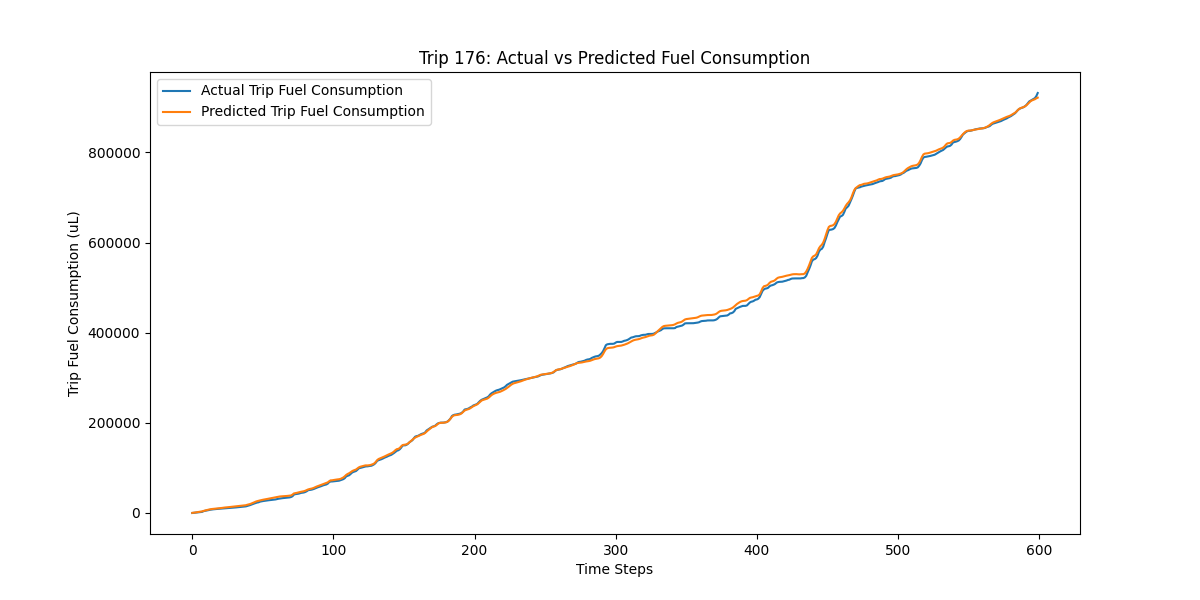 Trip 176: Actual vs Predicted Fuel Consumption
Actual Trip Fuel Consumption
Predicted Trip Fuel Consumption
Trip Fuel Consumption (uL)
800000
600000
400000
200000
0
0 100 200 300 400 500 600
Time Steps